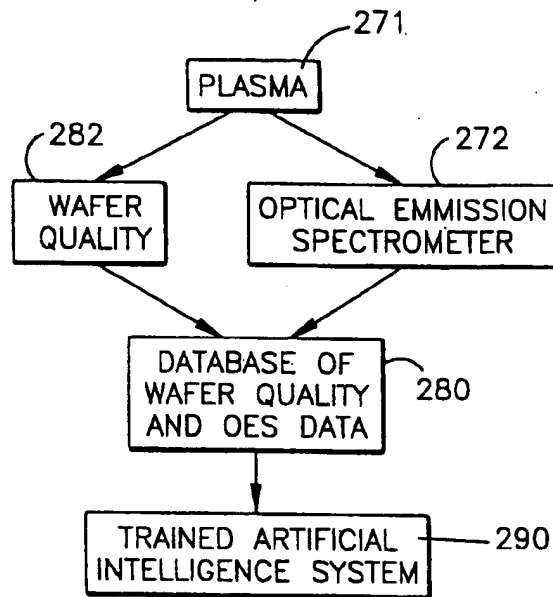 271
PLASMA
282
272
WAFER
QUALITY
OPTICAL EMMISSION
SPECTROMETER
DATABASE OF
WAFER QUALITY
AND OES DATA
280
TRAINED ARTIFICIAL
INTELLIGENCE SYSTEM
290